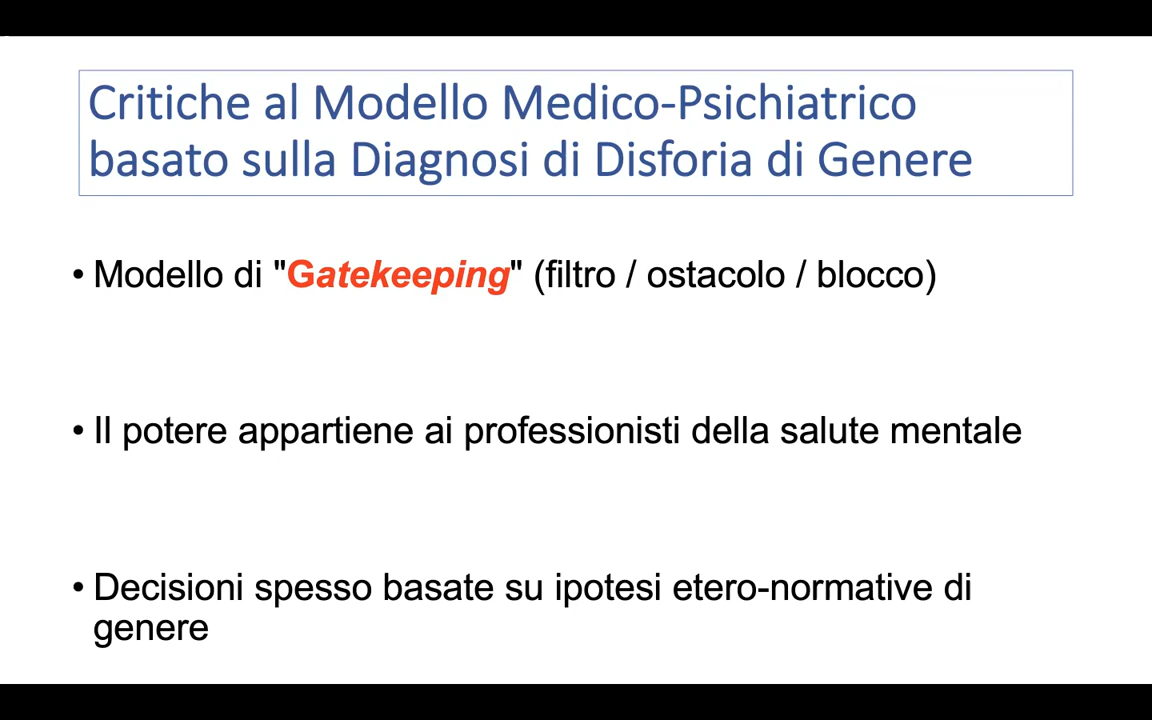 Critiche al Modello Medico-Psichiatrico
basato sulla Diagnosi di Disforia di Genere
• Modello di "Gatekeeping" (filtro / ostacolo / blocco)
• Il potere appartiene ai professionisti della salute mentale
• Decisioni spesso basate su ipotesi etero-normative di
genere